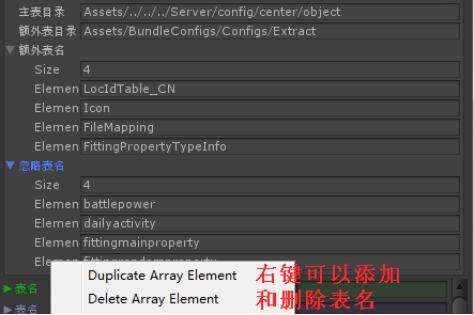 主表目录 Assets/../../../Server/config/center/object
额外表目录 Assets/BundleConfigs/Configs/Extract
▼额外表名
Size 4
Elemen LocIdTable_CN
Elemen Icon
Elemen FileMapping
Elemen FittingPropertyTypeInfo
▼忽略表名
Size 4
Elemen battlepower
Elemen dailyactivity
Elemen fittingmainproperty
Elemen fittingrandomproperty
Duplicate Array Element 右键可以添加
▶表名
Delete Array Element 和删除表名
▶表名